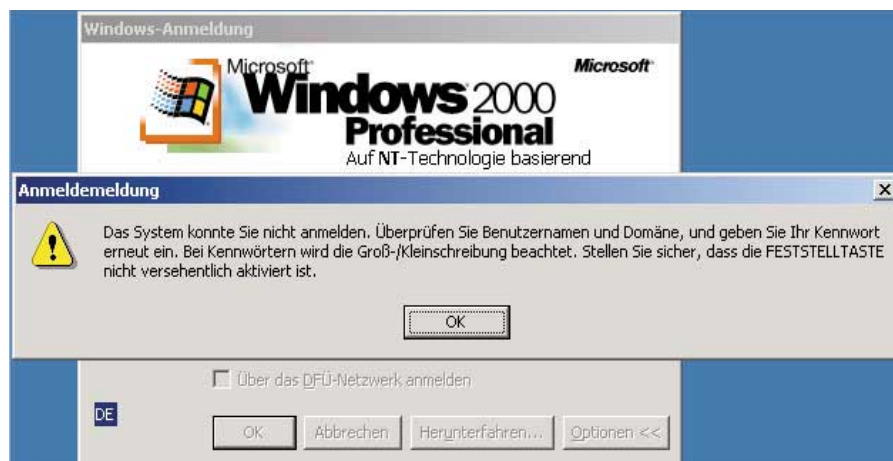 Windows-Anmeldung
Microsoft
Microsoft
Windows 2000
Professional
Auf NT-Technologie basierend
Anmeldemeldung
Das System konnte Sie nicht anmelden. Überprüfen Sie Benutzernamen und Domäne, und geben Sie Ihr Kennwort
erneut ein. Bei Kennwörtern wird die Groß-/Kleinschreibung beachtet. Stellen Sie sicher, dass die FESTSTELLTASTE
nicht versehentlich aktiviert ist.
OK
Über das DFÜ-Netzwerk anmelden
DE
OK Abbrechen Herunterfahren... Optionen <<